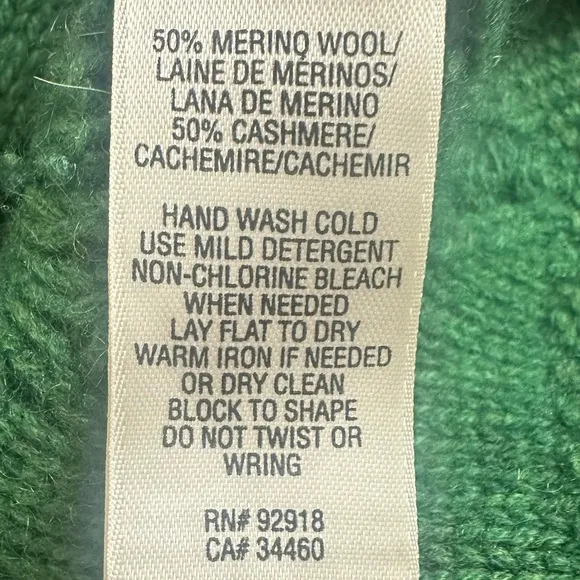 50% MERINO WOOL/
LAINE DE MÉRINOS/
LANA DE MERINO
50% CASHMERE/
CACHEMIRE/CACHEMIR
HAND WASH COLD
USE MILD DETERGENT
NON-CHLORINE BLEACH
WHEN NEEDED
LAY FLAT TO DRY
WARM IRON IF NEEDED
OR DRY CLEAN
BLOCK TO SHAPE
DO NOT TWIST OR
WRING
RN# 92918
CA# 34460